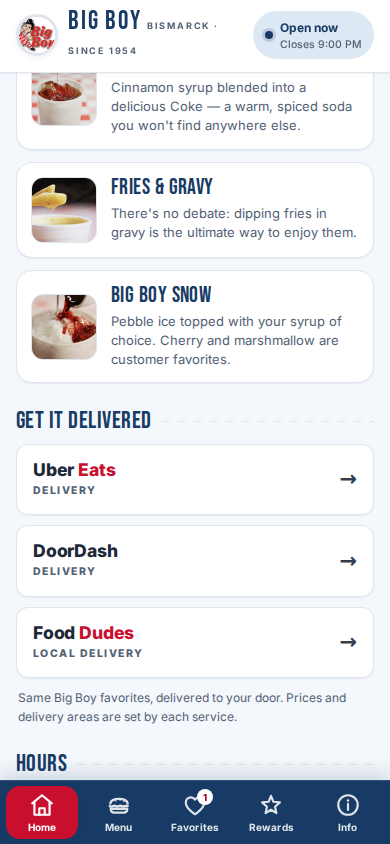 Big Boy
BIG BOY BISMARCK ·
SINCE 1954
Open now
Closes 9:00 PM
Cinnamon syrup blended into a
delicious Coke — a warm, spiced soda
you won't find anywhere else.
FRIES & GRAVY
There's no debate: dipping fries in
gravy is the ultimate way to enjoy them.
BIG BOY SNOW
Pebble ice topped with your syrup of
choice. Cherry and marshmallow are
customer favorites.
GET IT DELIVERED
Uber Eats
DELIVERY
→
DoorDash
DELIVERY
→
Food Dudes
LOCAL DELIVERY
→
Same Big Boy favorites, delivered to your door. Prices and
delivery areas are set by each service.
HOURS
1
Home
Menu
Favorites
Rewards
Info